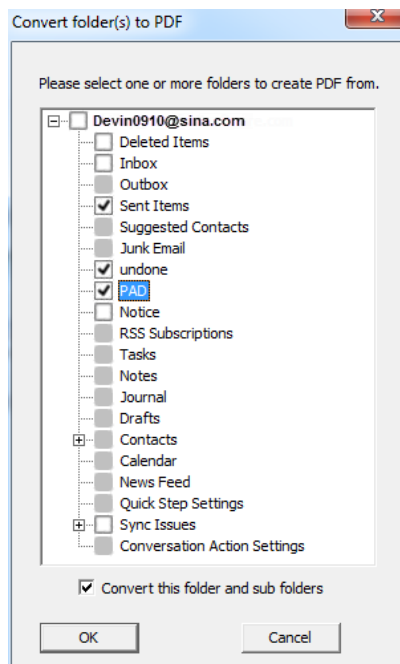 Convert folder(s) to PDF
Please select one or more folders to create PDF from.
Devin0910@sina.com
Deleted Items
Inbox
Outbox
Sent Items
Suggested Contacts
Junk Email
undone
PAD
Notice
RSS Subscriptions
Tasks
Notes
Journal
Drafts
Contacts
Calendar
News Feed
Quick Step Settings
Sync Issues
Conversation Action Settings
Convert this folder and sub folders
OK Cancel